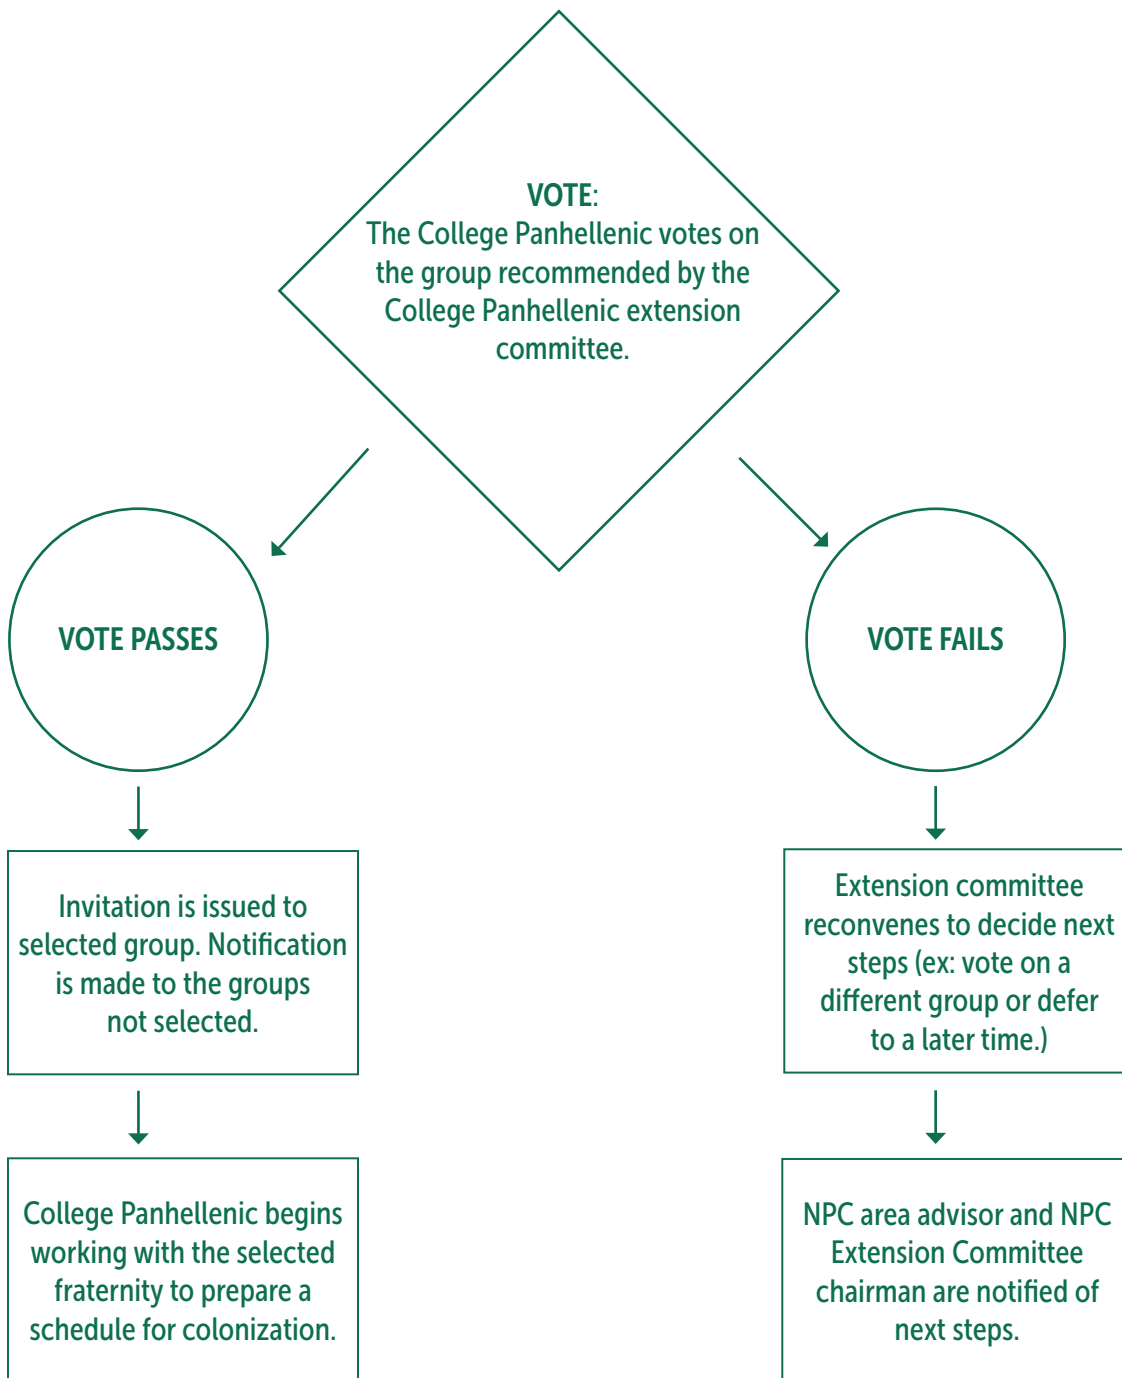 VOTE:
The College Panhellenic votes on
the group recommended by the
College Panhellenic extension
committee.
VOTE PASSES
VOTE FAILS
Invitation is issued to
selected group. Notification
is made to the groups
not selected.
Extension committee
reconvenes to decide next
steps (ex: vote on a
different group or defer
to a later time.)
College Panhellenic begins
working with the selected
fraternity to prepare a
schedule for colonization.
NPC area advisor and NPC
Extension Committee
chairman are notified of
next steps.